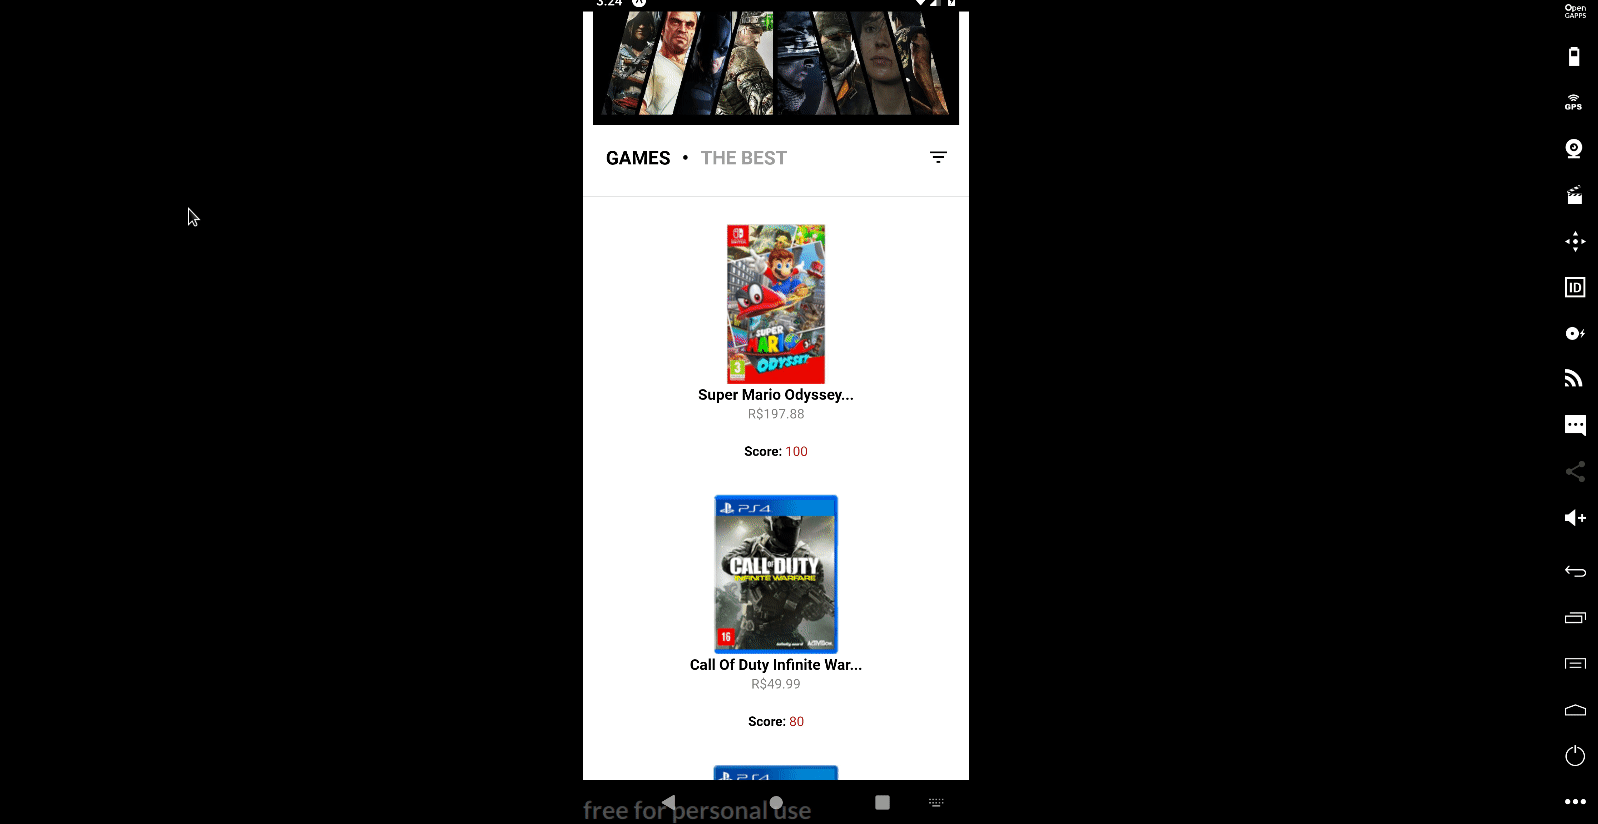 3:24
Open
GAPPS
GPS
GAMES • THE BEST
ID
SUPER
MARIO
ODYSSEY
3
Super Mario Odyssey...
R$197.88
Score: 100
PS4
CALL OF DUTY
INFINITE WARFARE
16
ACTIVISION
Call Of Duty Infinite War...
R$49.99
Score: 80
PS4
free for personal use